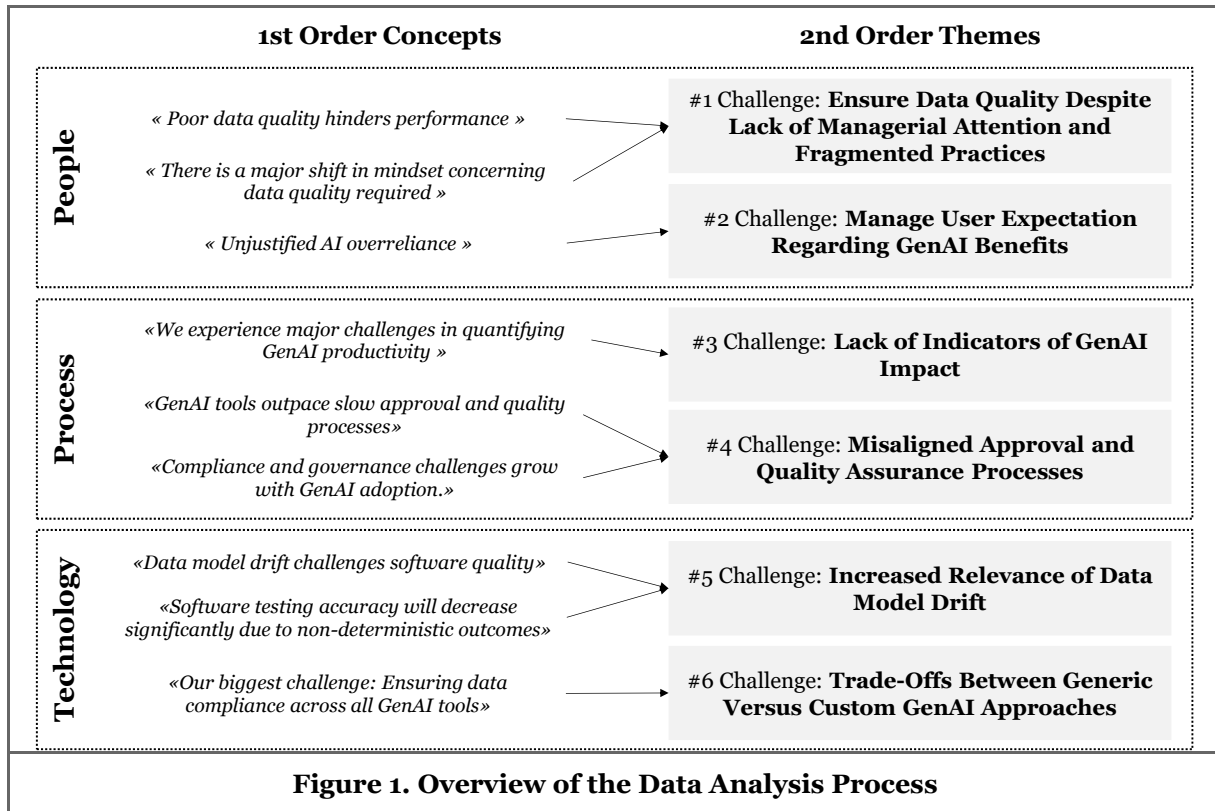 1st Order Concepts
2nd Order Themes
People
« Poor data quality hinders performance »
« There is a major shift in mindset concerning
data quality required »
« Unjustified AI overreliance »
#1 Challenge: Ensure Data Quality Despite
Lack of Managerial Attention and
Fragmented Practices
#2 Challenge: Manage User Expectation
Regarding GenAI Benefits
Process
«We experience major challenges in quantifying
GenAI productivity »
«GenAI tools outpace slow approval and quality
processes»
«Compliance and governance challenges grow
with GenAI adoption.»
#3 Challenge: Lack of Indicators of GenAI
Impact
#4 Challenge: Misaligned Approval and
Quality Assurance Processes
Technology
«Data model drift challenges software quality»
«Software testing accuracy will decrease
significantly due to non-deterministic outcomes»
«Our biggest challenge: Ensuring data
compliance across all GenAI tools»
#5 Challenge: Increased Relevance of Data
Model Drift
#6 Challenge: Trade-Offs Between Generic
Versus Custom GenAI Approaches
Figure 1. Overview of the Data Analysis Process